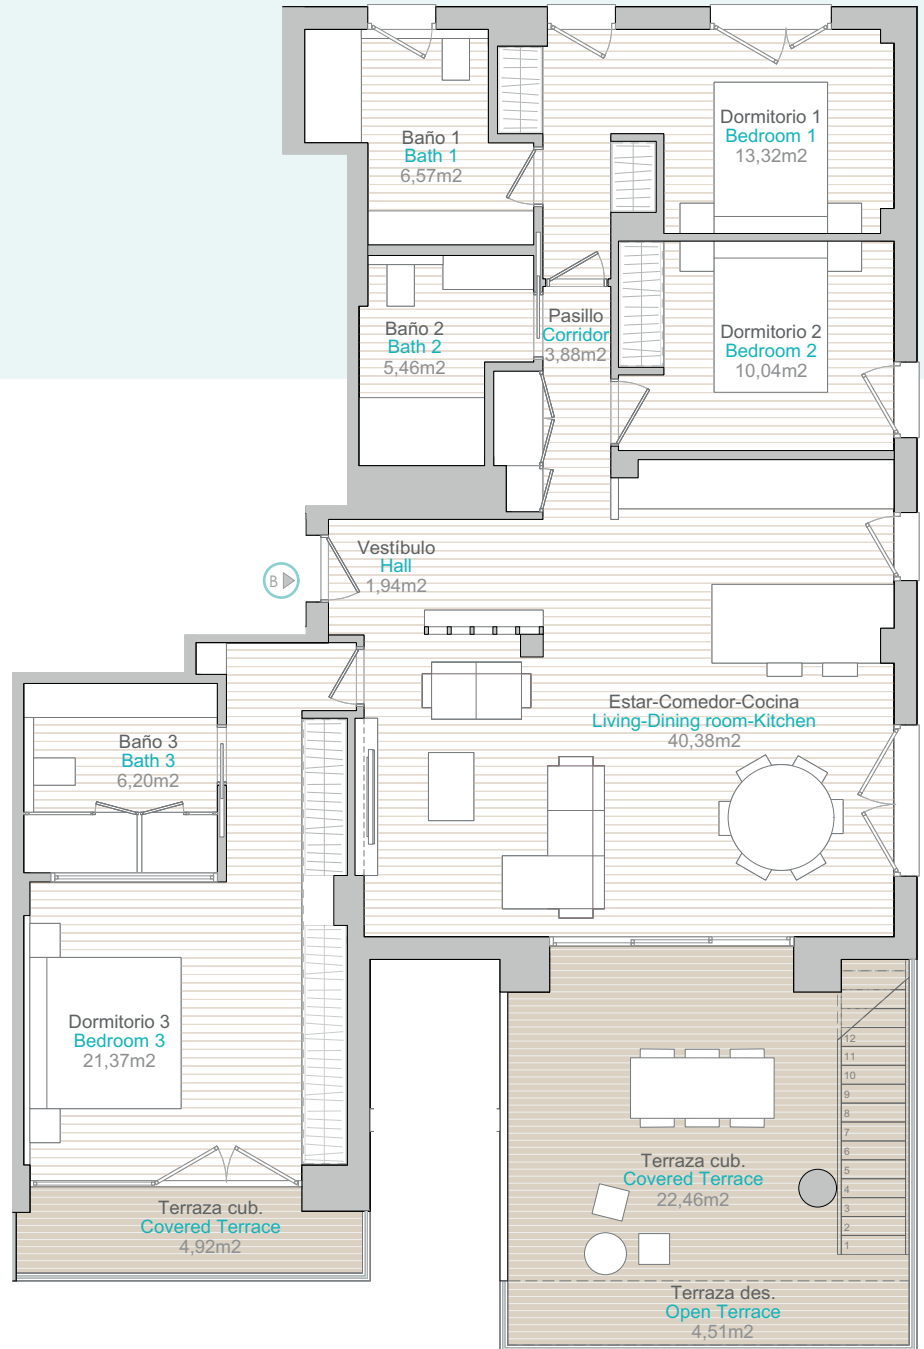 Baño 1
Bath 1
6,57m2
Dormitorio 1
Bedroom 1
13,32m2
Baño 2
Bath 2
5,46m2
Pasillo
Corridor
3,88m2
Dormitorio 2
Bedroom 2
10,04m2
Vestíbulo
Hall
1,94m2
B
Estar-Comedor-Cocina
Living-Dining room-Kitchen
40,38m2
Baño 3
Bath 3
6,20m2
Dormitorio 3
Bedroom 3
21,37m2
12
11
10
9
8
7
6
5
4
3
2
1
Terraza cub.
Covered Terrace
22,46m2
Terraza cub.
Covered Terrace
4,92m2
Terraza des.
Open Terrace
4,51m2